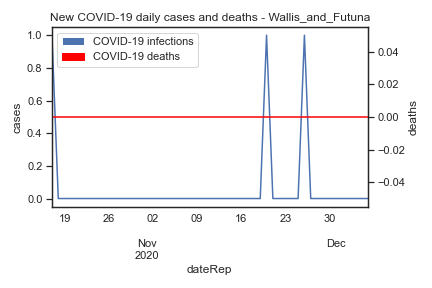 New COVID-19 daily cases and deaths - Wallis_and_Futuna
COVID-19 infections
COVID-19 deaths
1.0
0.8
0.6
0.4
0.2
0.0
cases
0.04
0.02
0.00
−0.02
−0.04
deaths
19 26 02 09 16 23 30
Nov Dec
2020
dateRep